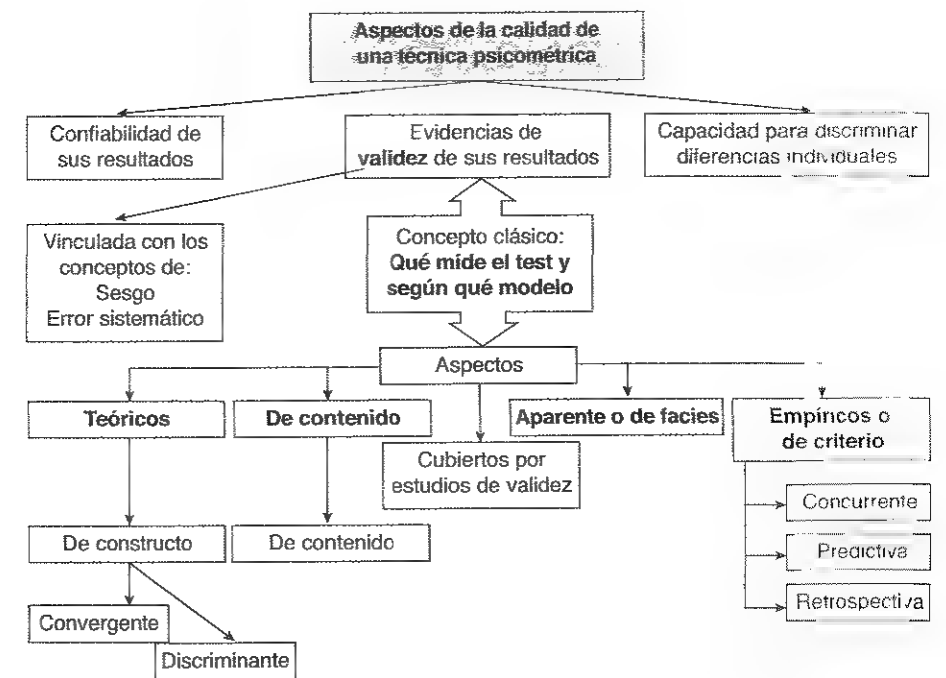 Aspectos de la calidad de
una técnica psicométrica
Confiabilidad de
sus resultados
Evidencias de
validez de sus resultados
Capacidad para discriminar
diferencias individuales
Vinculada con los
conceptos de:
Sesgo
Error sistemático
Concepto clásico:
Qué mide el test y
según qué modelo
Aspectos
Teóricos
De contenido
Aparente o de facies
Empíricos o
de criterio
Cubiertos por
estudios de validez
De constructo
De contenido
Concurrente
Predictiva
Retrospectiva
Convergente
Discriminante